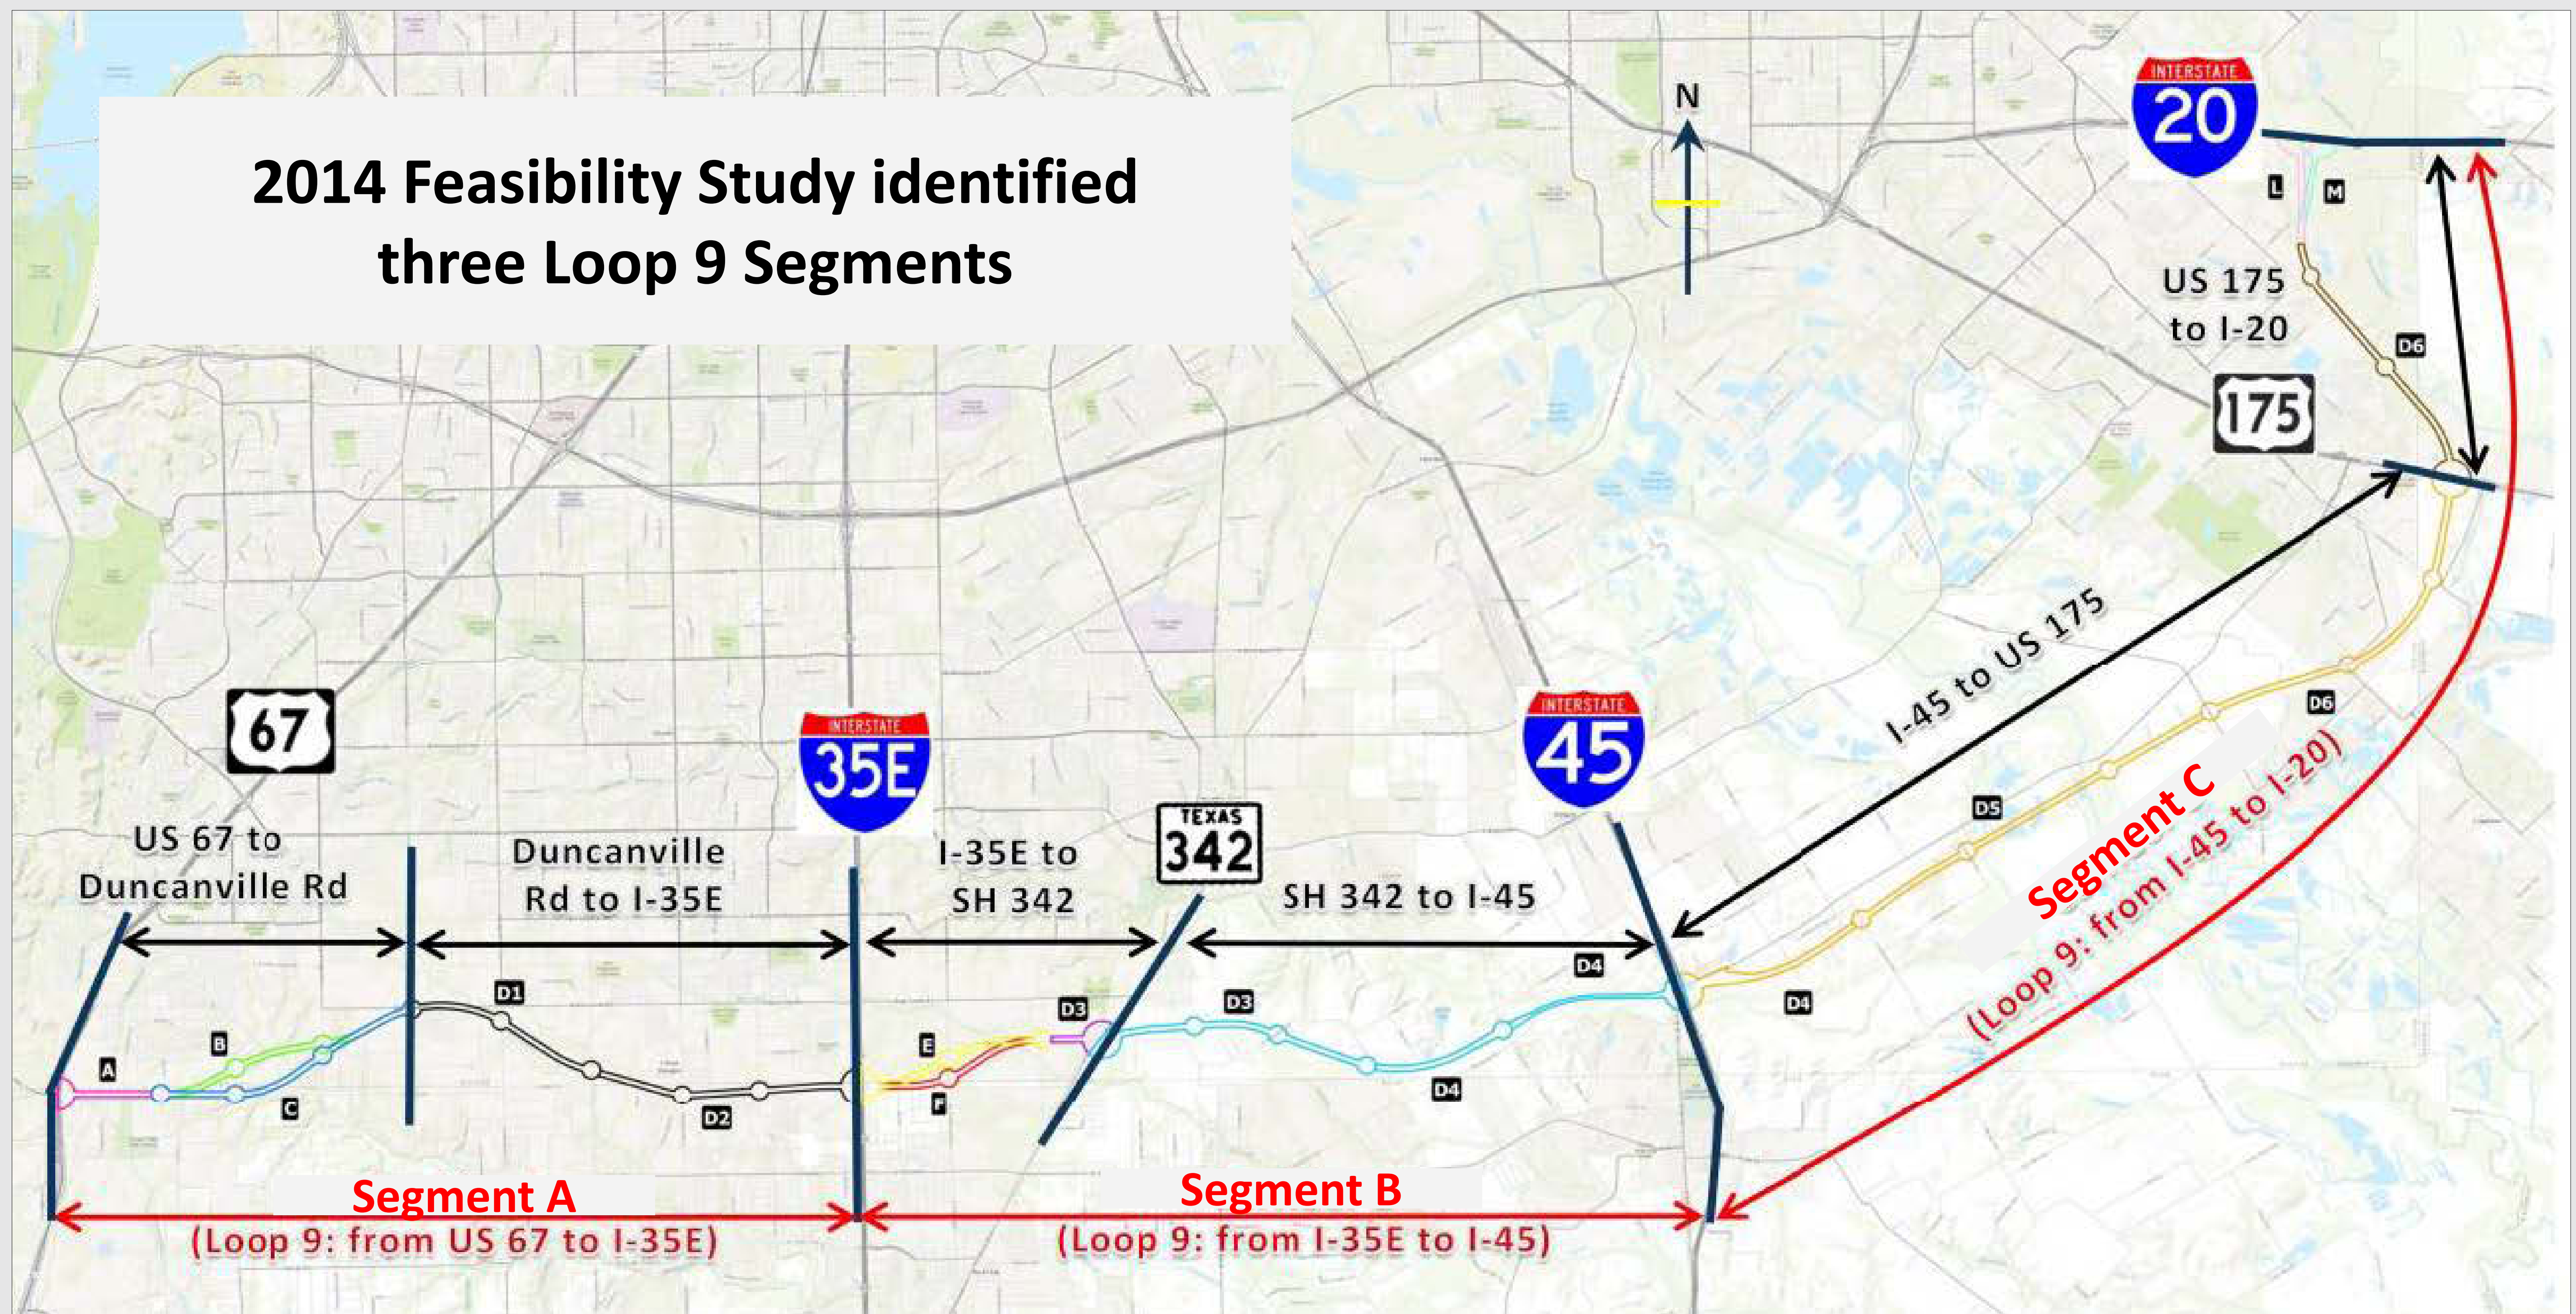 2014 Feasibility Study identified
three Loop 9 Segments
N
INTERSTATE
20
L
M
US 175
to I-20
D6
175
I-45 to US 175
67
INTERSTATE
35E
INTERSTATE
45
TEXAS
342
US 67 to
Duncanville Rd
Duncanville
Rd to I-35E
I-35E to
SH 342
SH 342 to I-45
D6
D5
D4
Segment C
(Loop 9: from I-45 to I-20)
A
B
C
D1
D2
E
F
D3
D3
D4
D4
Segment A
(Loop 9: from US 67 to I-35E)
Segment B
(Loop 9: from I-35E to I-45)